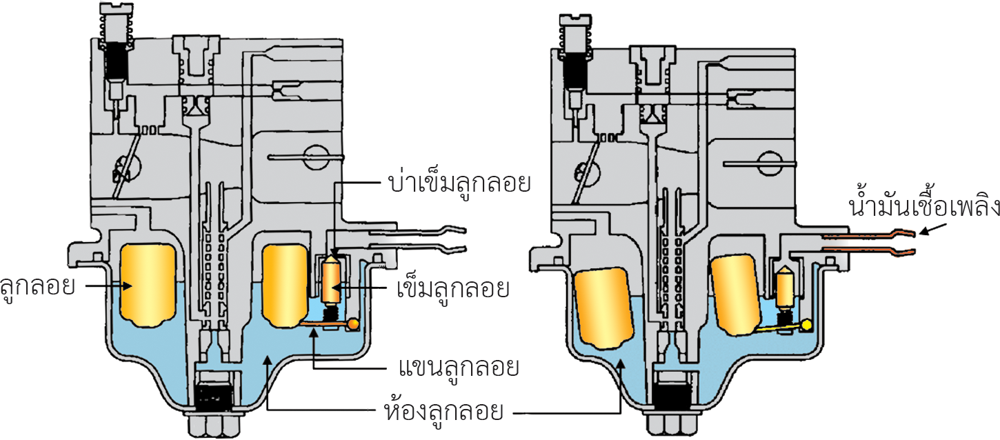 บ่าเข็มลูกลอย
น้ำมันเชื้อเพลิง
ลูกลอย
เข็มลูกลอย
แขนลูกลอย
ห้องลูกลอย